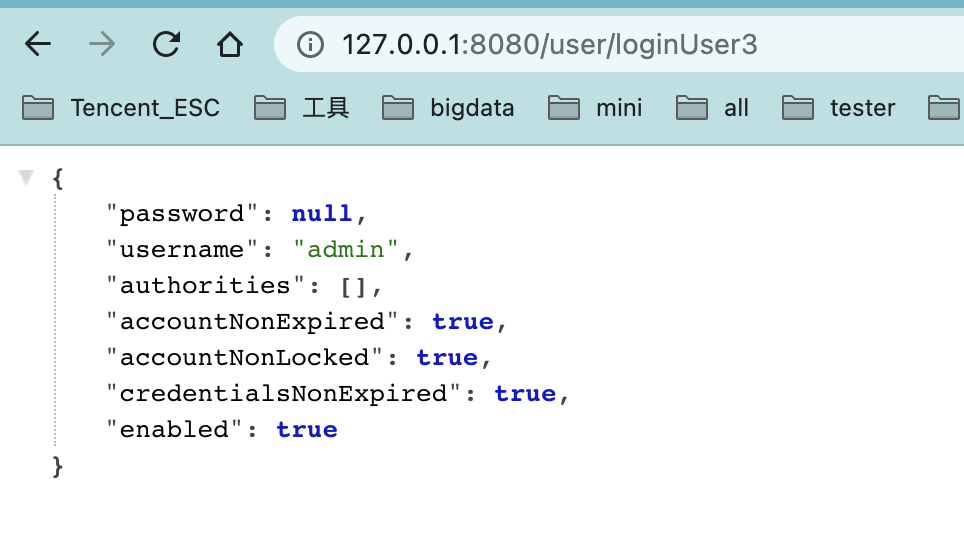 127.0.0.1:8080/user/loginUser3
Tencent_ESC 工具 bigdata mini all tester
{
"password": null,
"username": "admin",
"authorities": [],
"accountNonExpired": true,
"accountNonLocked": true,
"credentialsNonExpired": true,
"enabled": true
}